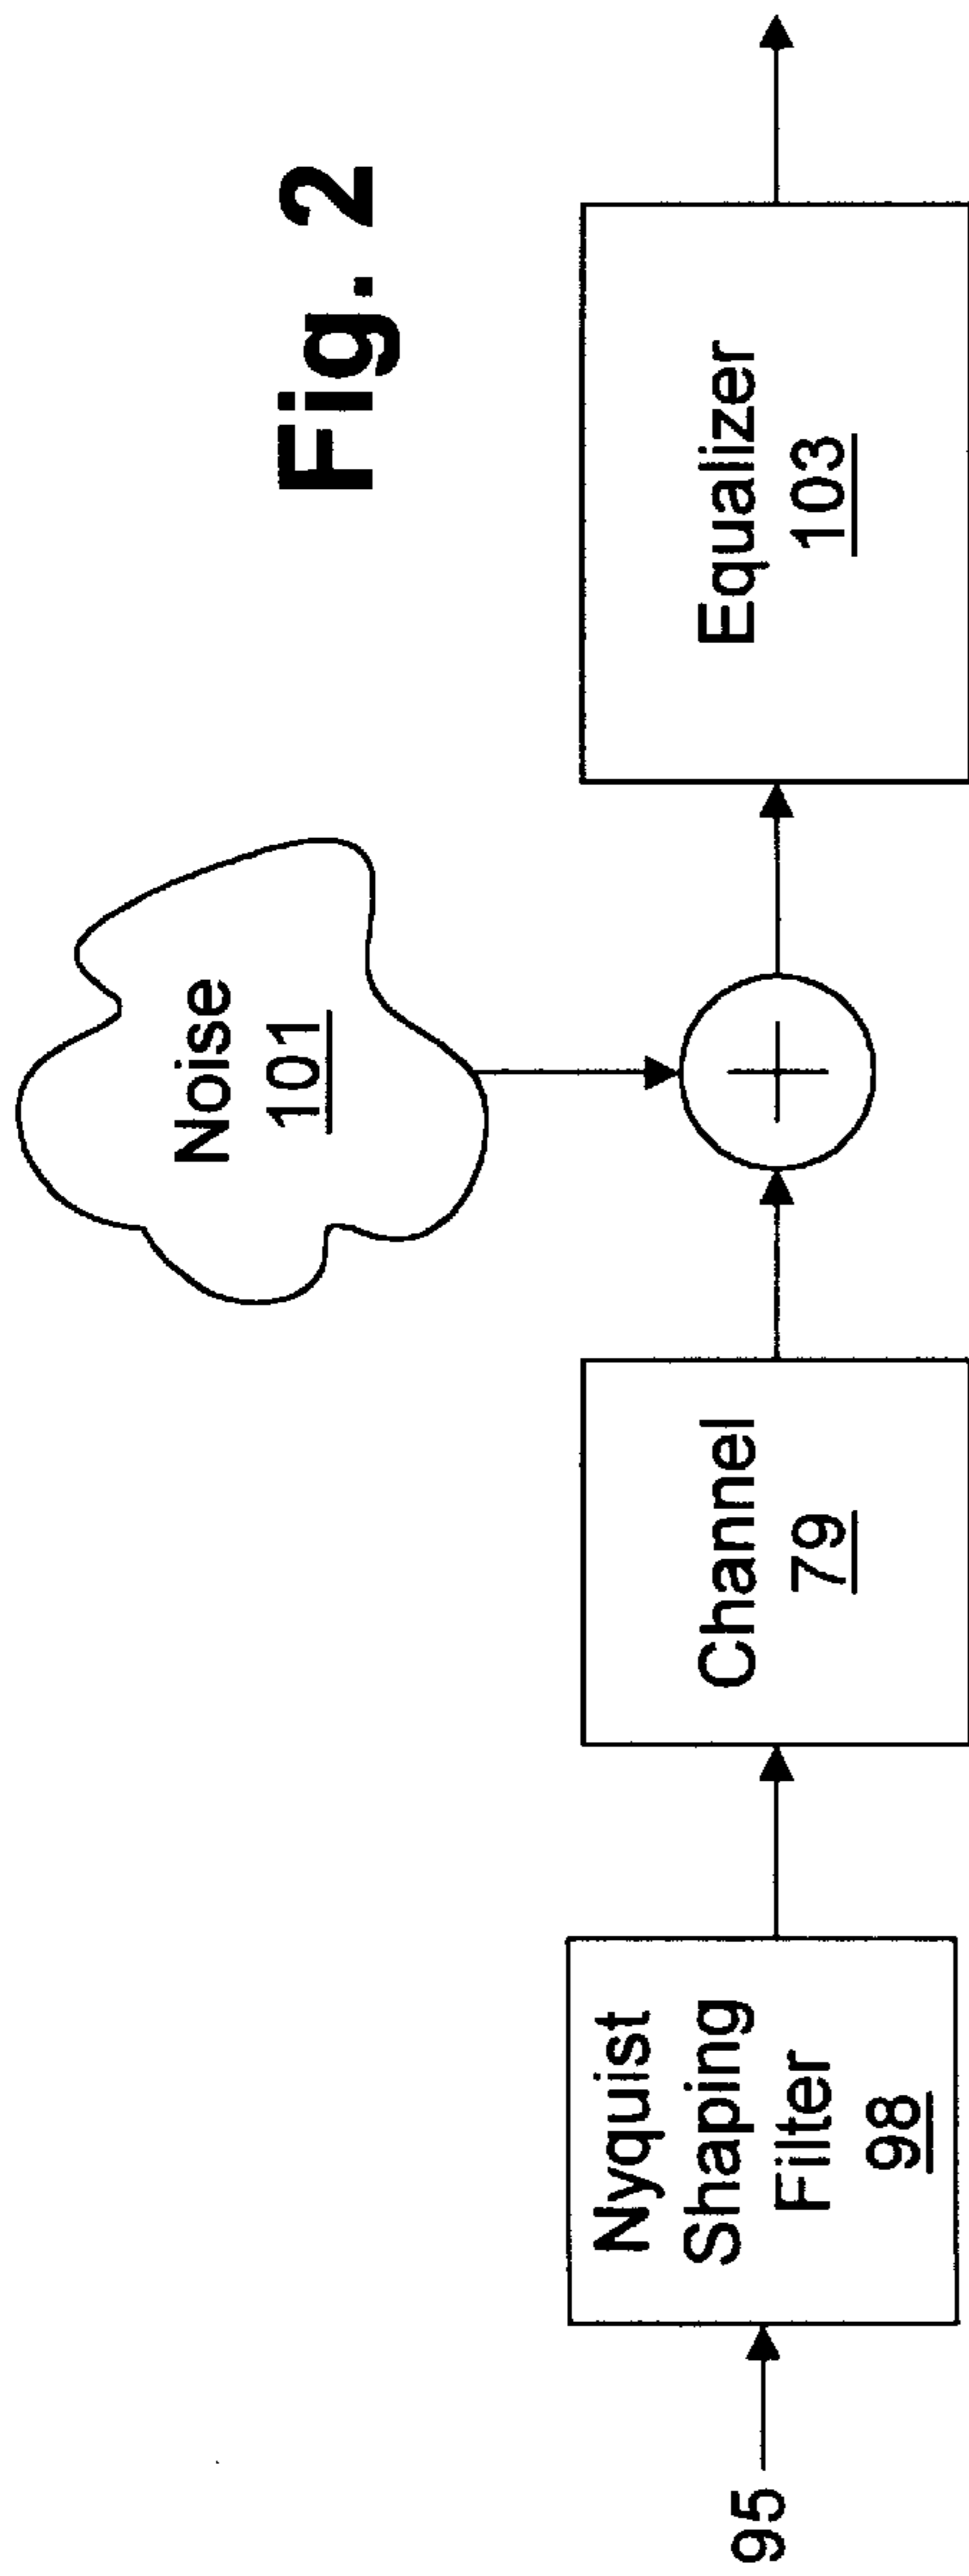 Fig. 2
Noise
101
95
Nyquist
Shaping
Filter
98
Channel
79
Equalizer
103